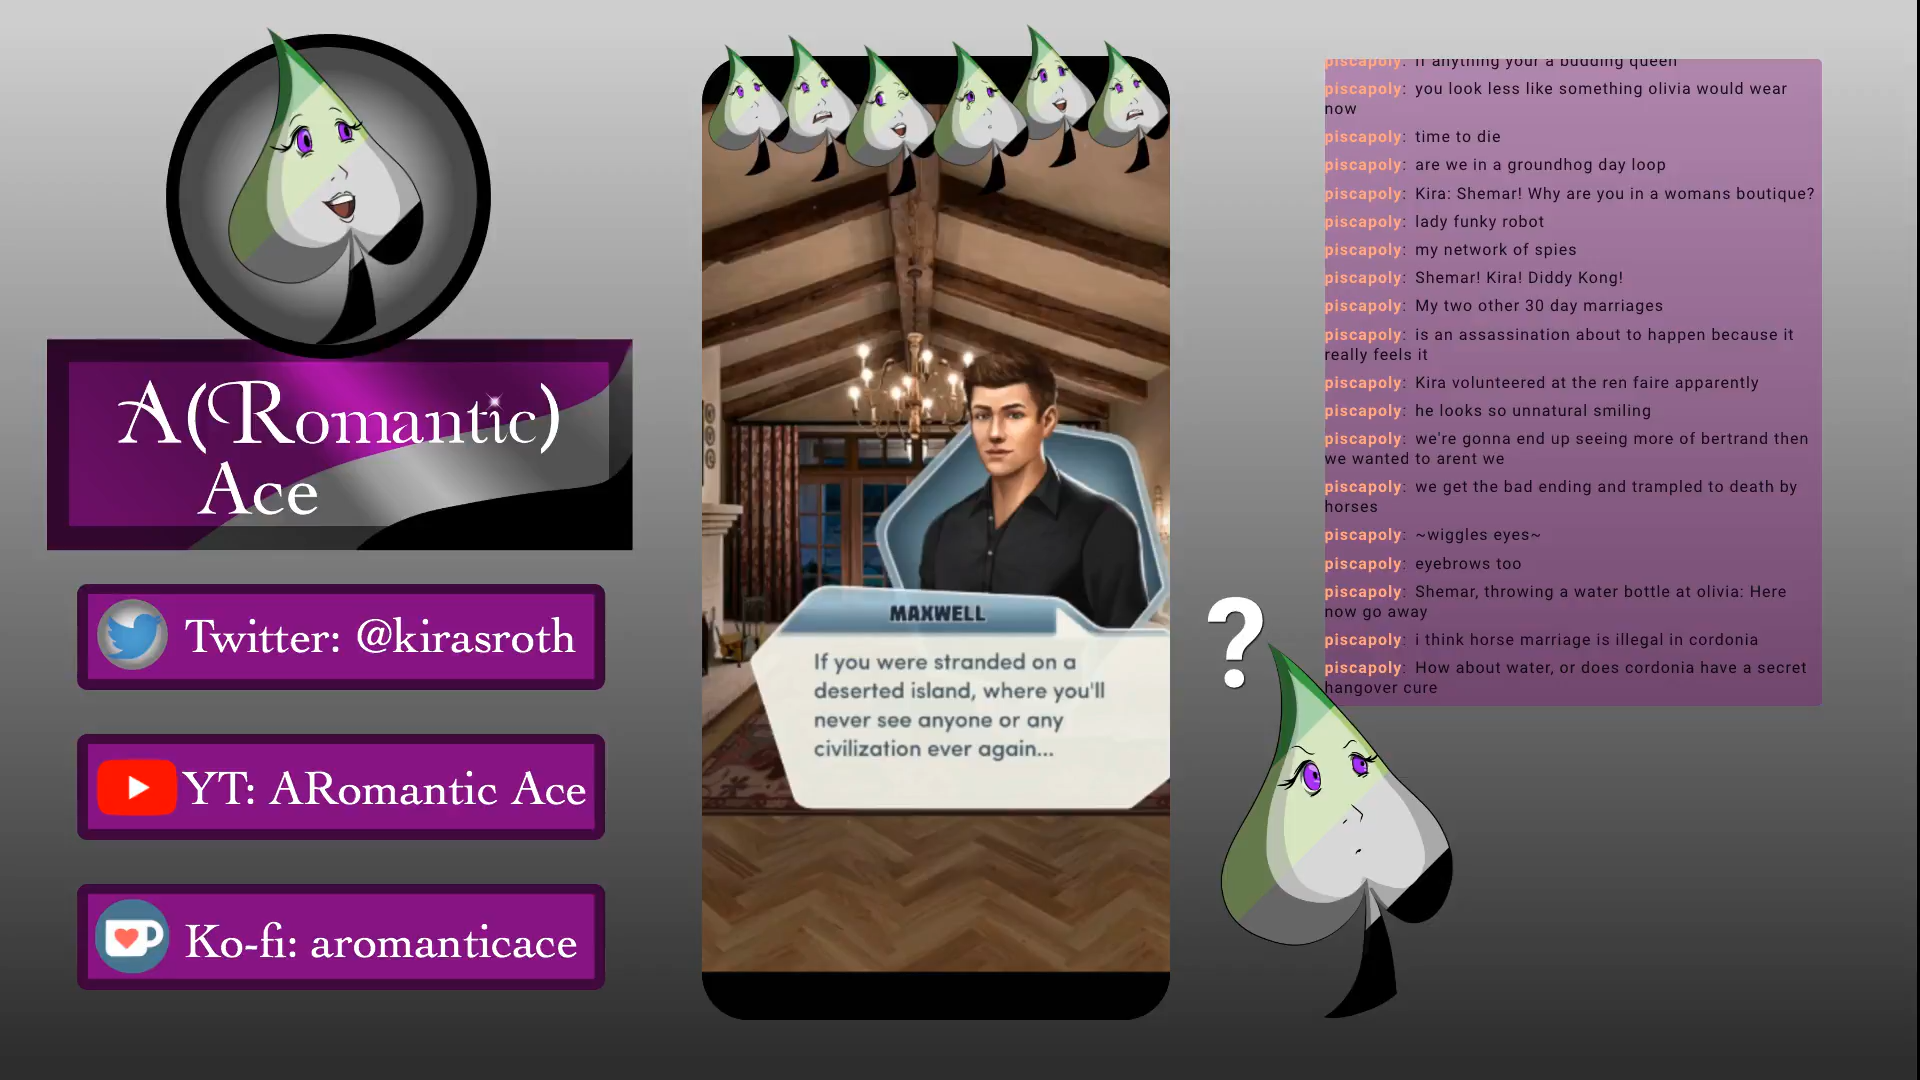 A(Romantic)
Ace
Twitter: @kirasroth
YT: ARomantic Ace
Ko-fi: aromanticace
MAXWELL
If you were stranded on a
deserted island, where you'll
never see anyone or any
civilization ever again...
?
piscapoly: if anything your a budding queen
piscapoly: you look less like something olivia would wear
now
piscapoly: time to die
piscapoly: are we in a groundhog day loop
piscapoly: Kira: Shemar! Why are you in a womans boutique?
piscapoly: lady funky robot
piscapoly: my network of spies
piscapoly: Shemar! Kira! Diddy Kong!
piscapoly: My two other 30 day marriages
piscapoly: is an assassination about to happen because it
really feels it
piscapoly: Kira volunteered at the ren faire apparently
piscapoly: he looks so unnatural smiling
piscapoly: we're gonna end up seeing more of bertrand then
we wanted to arent we
piscapoly: we get the bad ending and trampled to death by
horses
piscapoly: ~wiggles eyes~
piscapoly: eyebrows too
piscapoly: Shemar, throwing a water bottle at olivia: Here
now go away
piscapoly: i think horse marriage is illegal in cordonia
piscapoly: How about water, or does cordonia have a secret
hangover cure